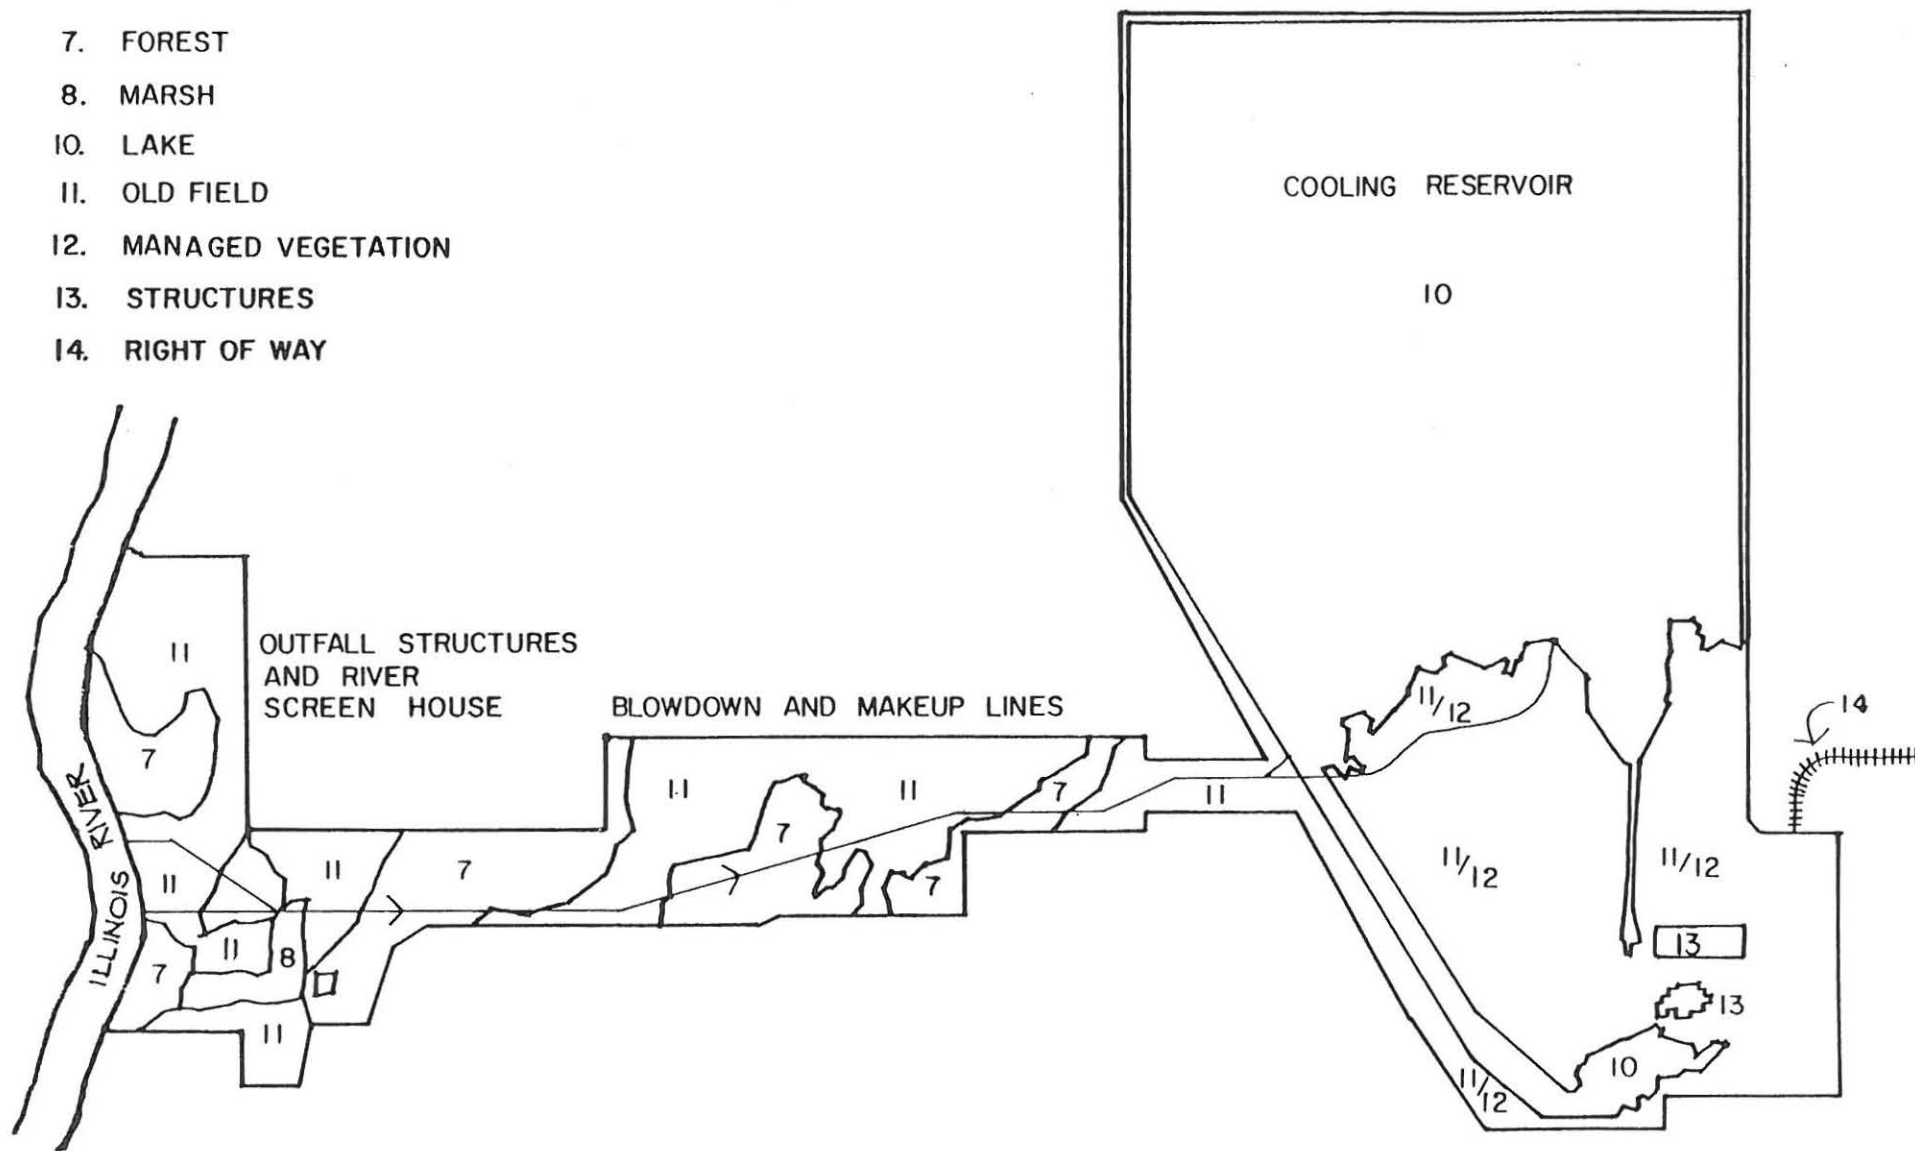 7. FOREST
8. MARSH
10. LAKE
11. OLD FIELD
12. MANAGED VEGETATION
13. STRUCTURES
14. RIGHT OF WAY
COOLING RESERVOIR
10
11
OUTFALL STRUCTURES
AND RIVER
SCREEN HOUSE
BLOWDOWN AND MAKEUP LINES
11/12
14
7
11
11
7
11
7
11
7
11
7
7
11
8
7
11
ILLINOIS RIVER
11/12
11/12
13
13
10
11/12